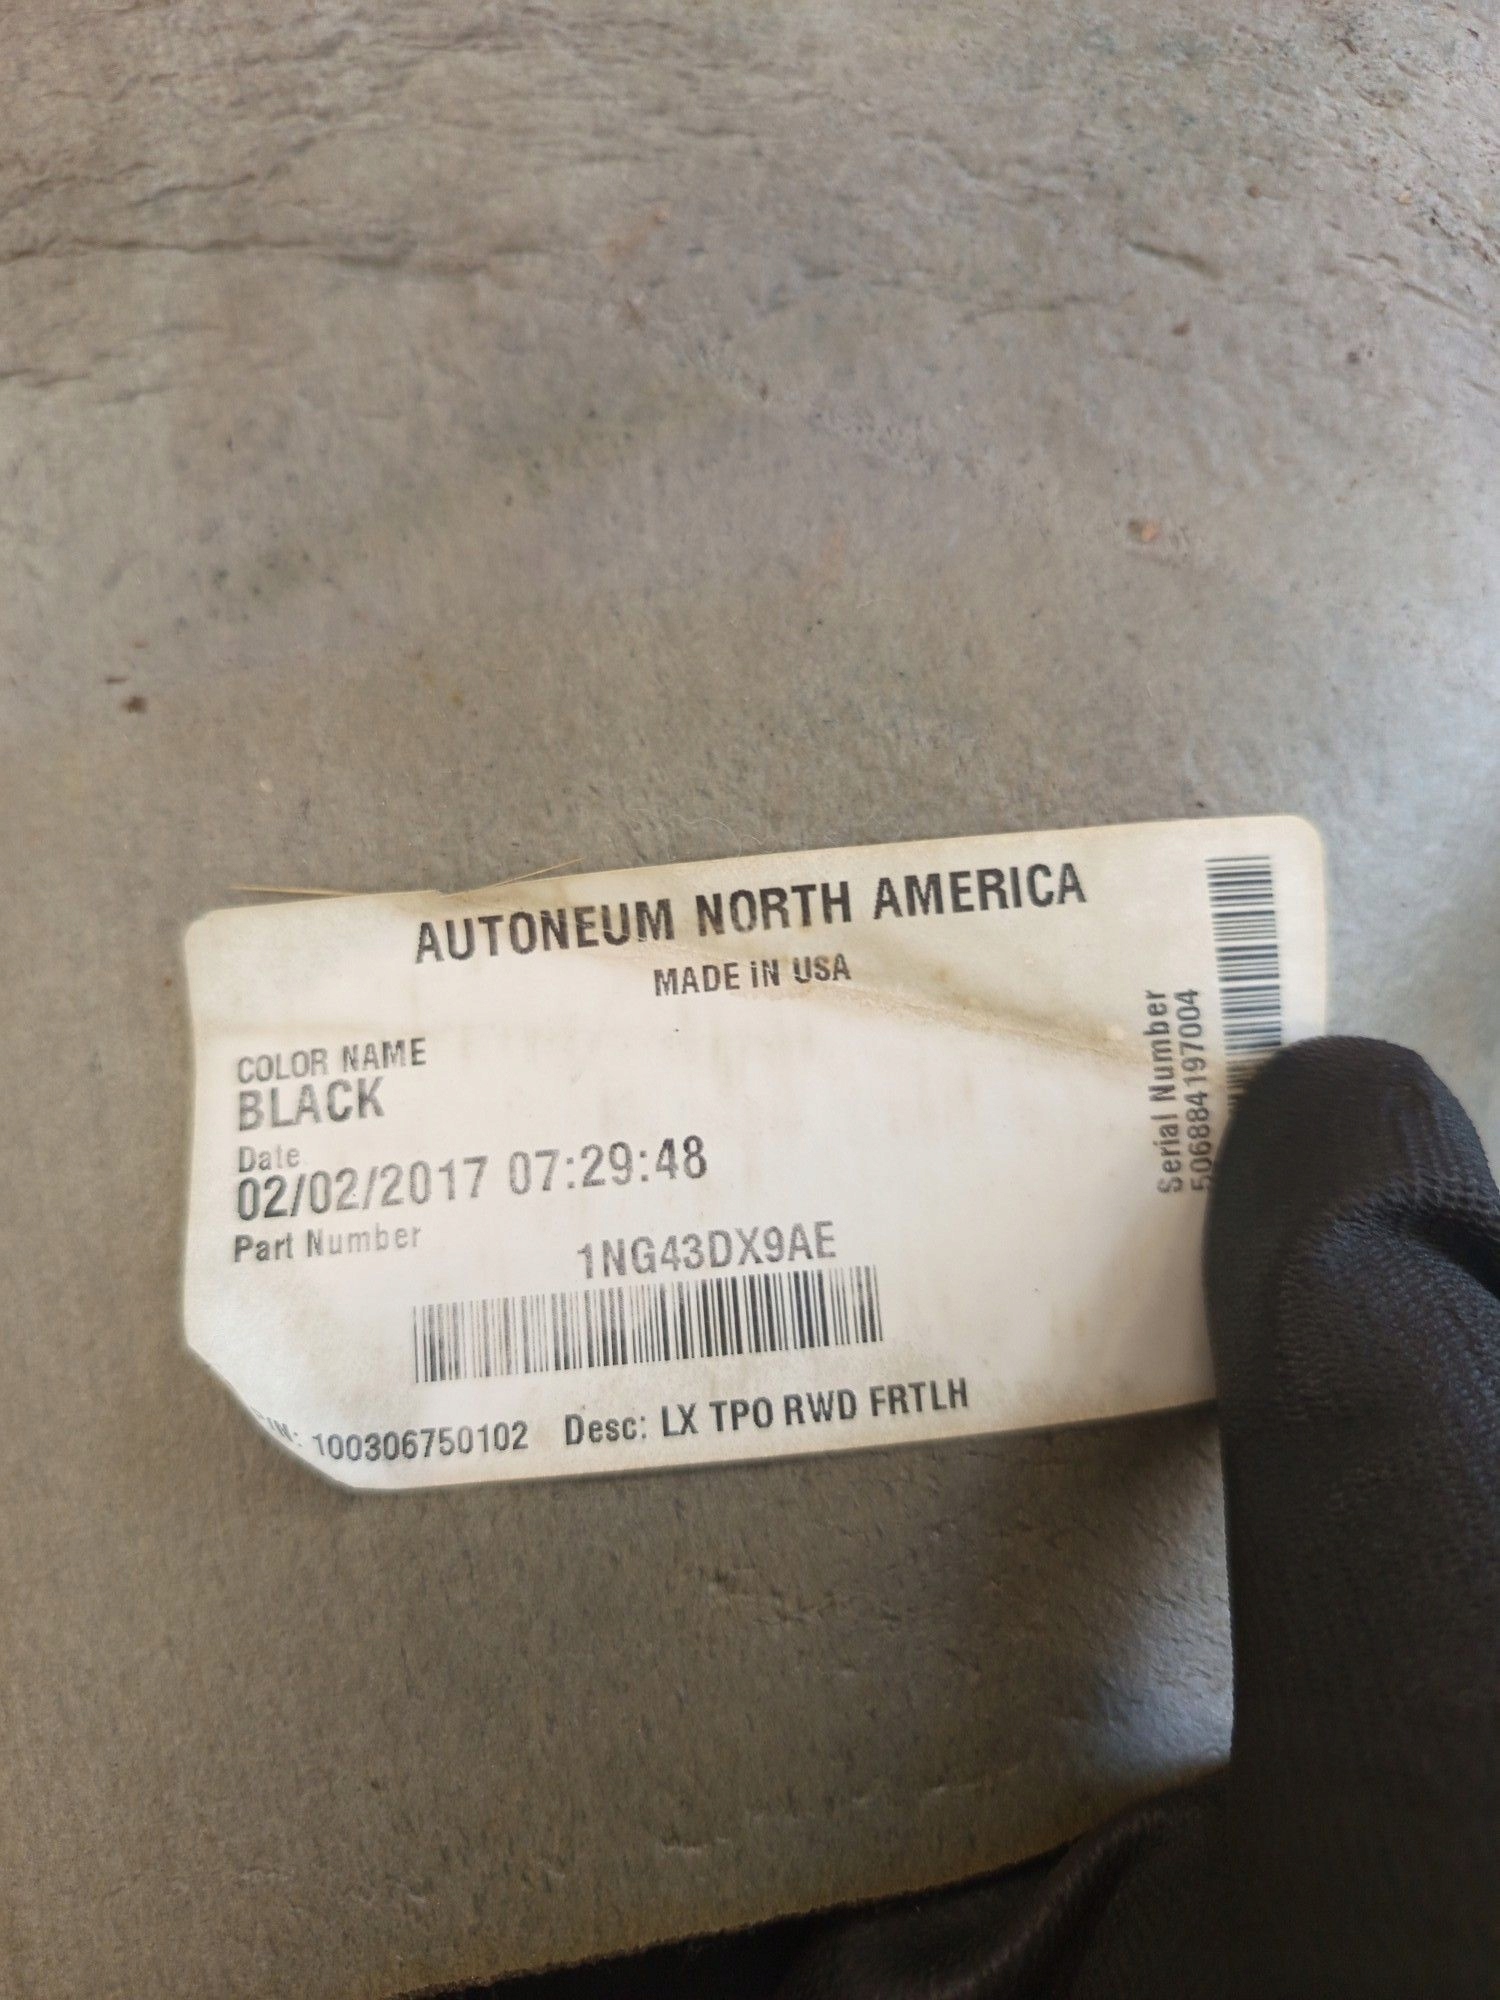 AUTONEUM NORTH AMERICA
MADE IN USA
COLOR NAME
BLACK
Date
02/02/2017 07:29:48
Part Number
1NG43DX9AE
100306750102 Desc: LX TPO RWD FRTLH
Serial Number
506884197004